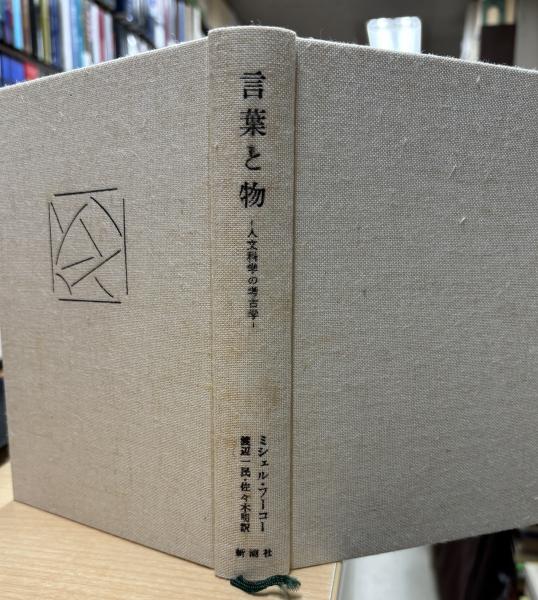 言葉と物
−人文科学の考古学−
ミシェル・フーコー
渡辺一民・佐々木明訳
新潮社